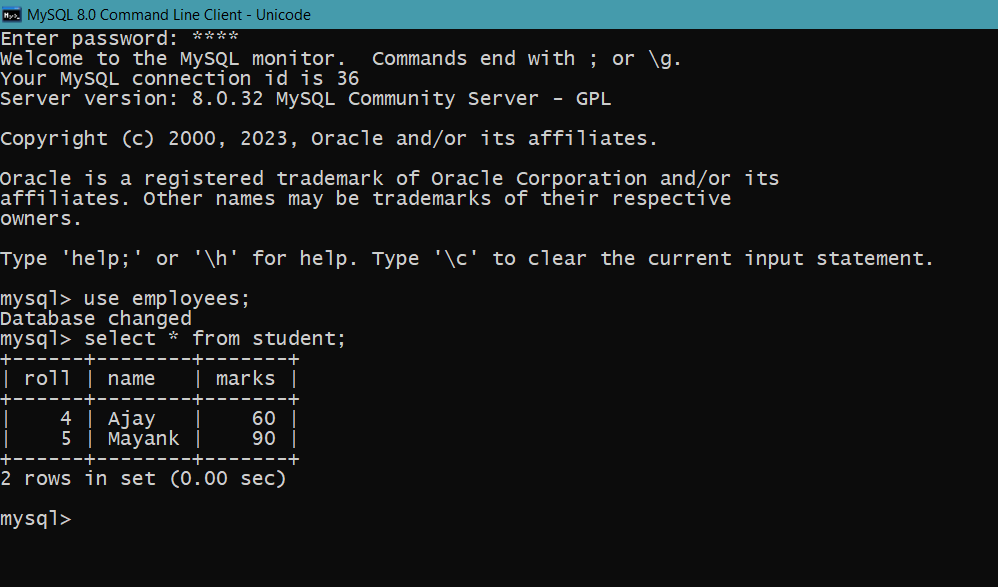 MySQL 8.0 Command Line Client - Unicode
Enter password: ****
Welcome to the MySQL monitor.  Commands end with ; or \g.
Your MySQL connection id is 36
Server version: 8.0.32 MySQL Community Server - GPL

Copyright (c) 2000, 2023, Oracle and/or its affiliates.

Oracle is a registered trademark of Oracle Corporation and/or its
affiliates. Other names may be trademarks of their respective
owners.

Type 'help;' or '\h' for help. Type '\c' to clear the current input statement.

mysql> use employees;
Database changed
mysql> select * from student;
+------+--------+-------+
| roll | name   | marks |
+------+--------+-------+
|    4 | Ajay   |    60 |
|    5 | Mayank |    90 |
+------+--------+-------+
2 rows in set (0.00 sec)

mysql>